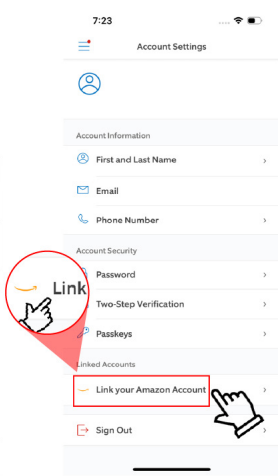 7:23
Account Settings
Account Information
First and Last Name
Email
Phone Number
Account Security
Password
Link
Two-Step Verification
Passkeys
Linked Accounts
Link your Amazon Account
Sign Out